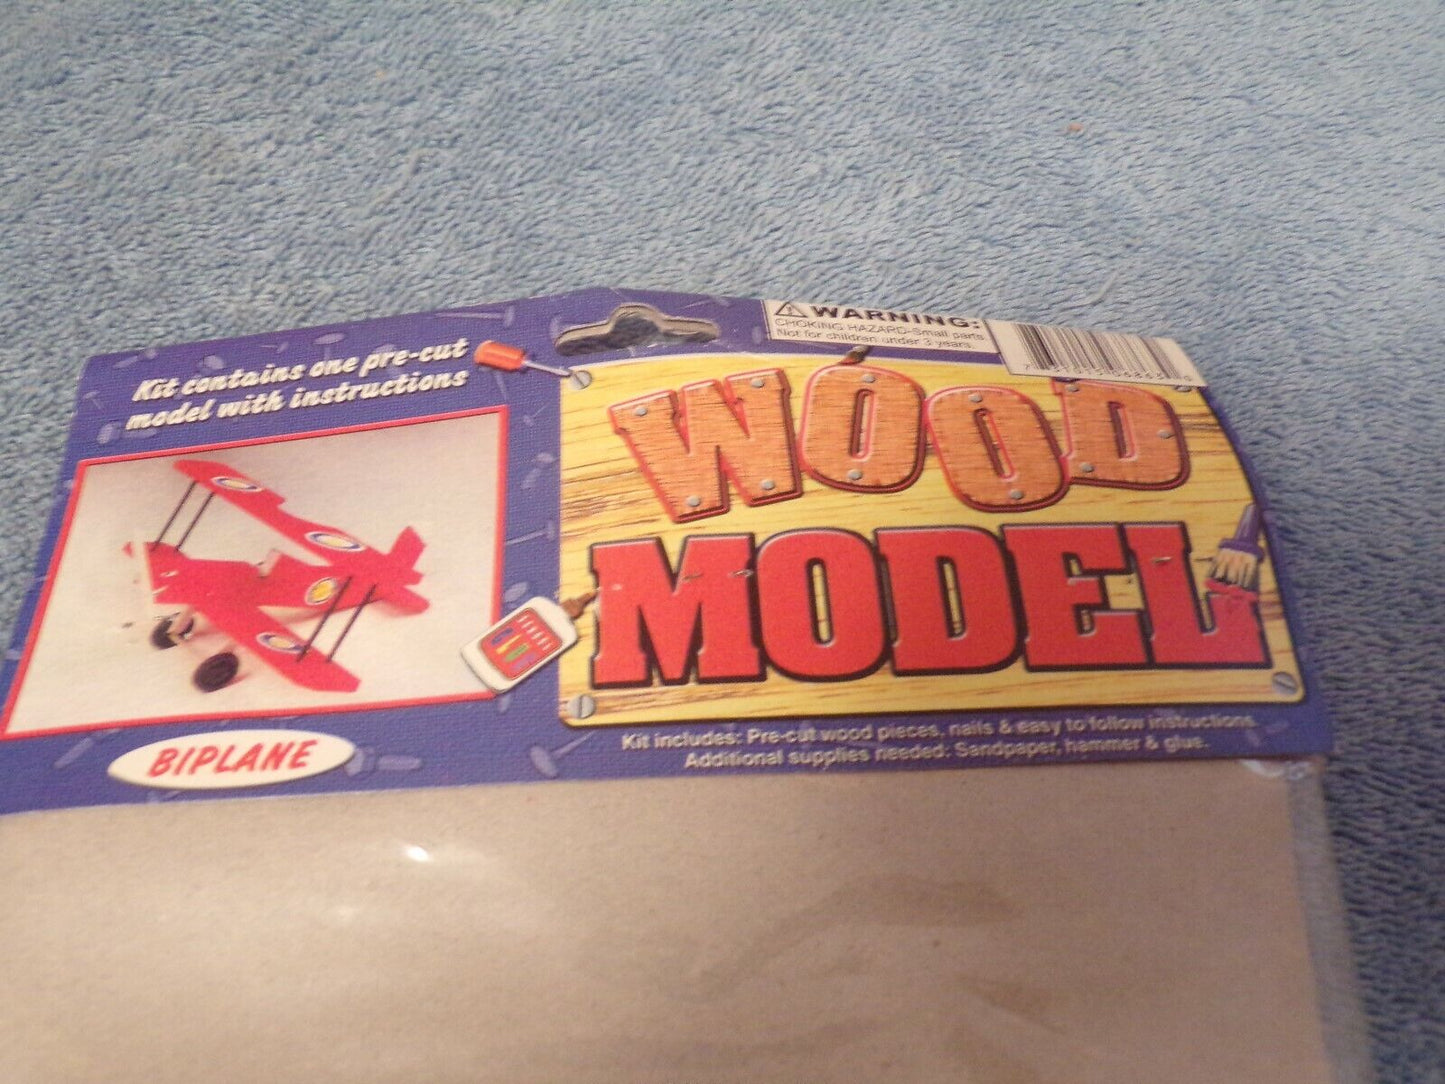 Kit contains one pre-cut
model with instructions
WARNING:
CHOKING HAZARD-Small parts
Not for children under 3 years.
WOOD
MODEL
BIPLANE
Kit includes: Pre-cut wood pieces, nails & easy to follow instructions
Additional supplies needed: Sandpaper, hammer & glue.